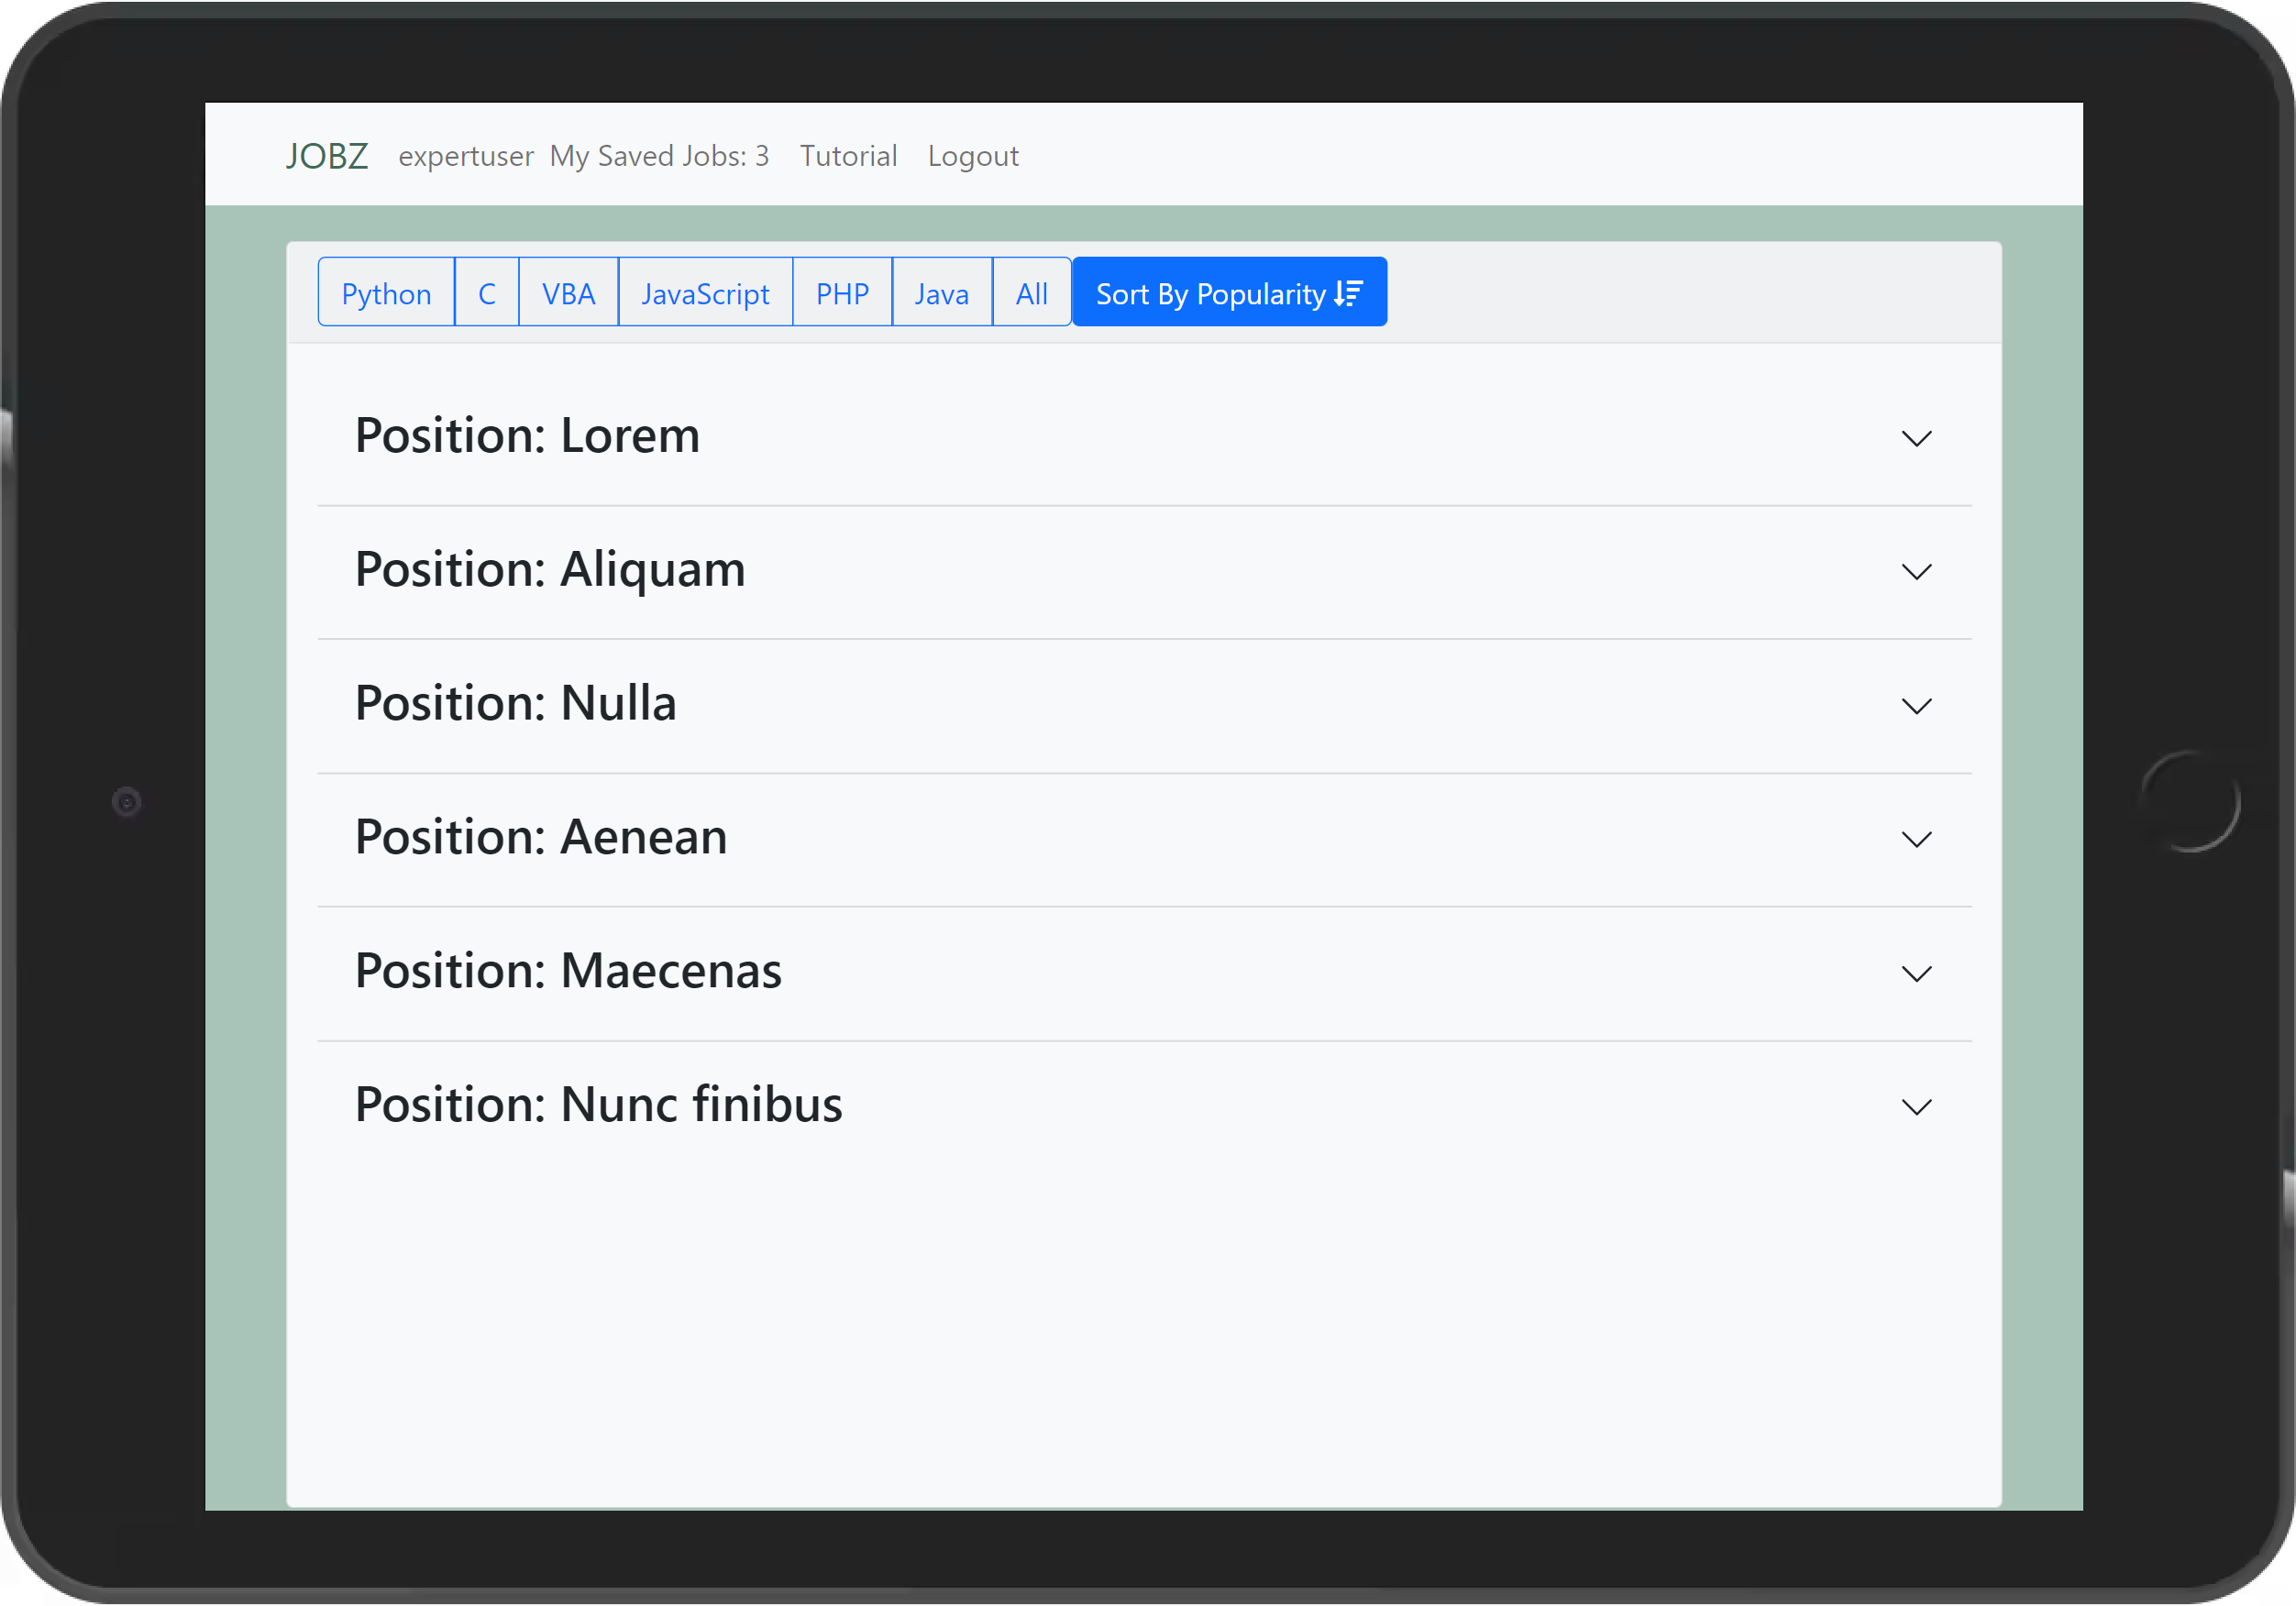 JOBZ expertuser My Saved Jobs: 3 Tutorial Logout
Python C VBA JavaScript PHP Java All Sort By Popularity
Position: Lorem
Position: Aliquam
Position: Nulla
Position: Aenean
Position: Maecenas
Position: Nunc finibus